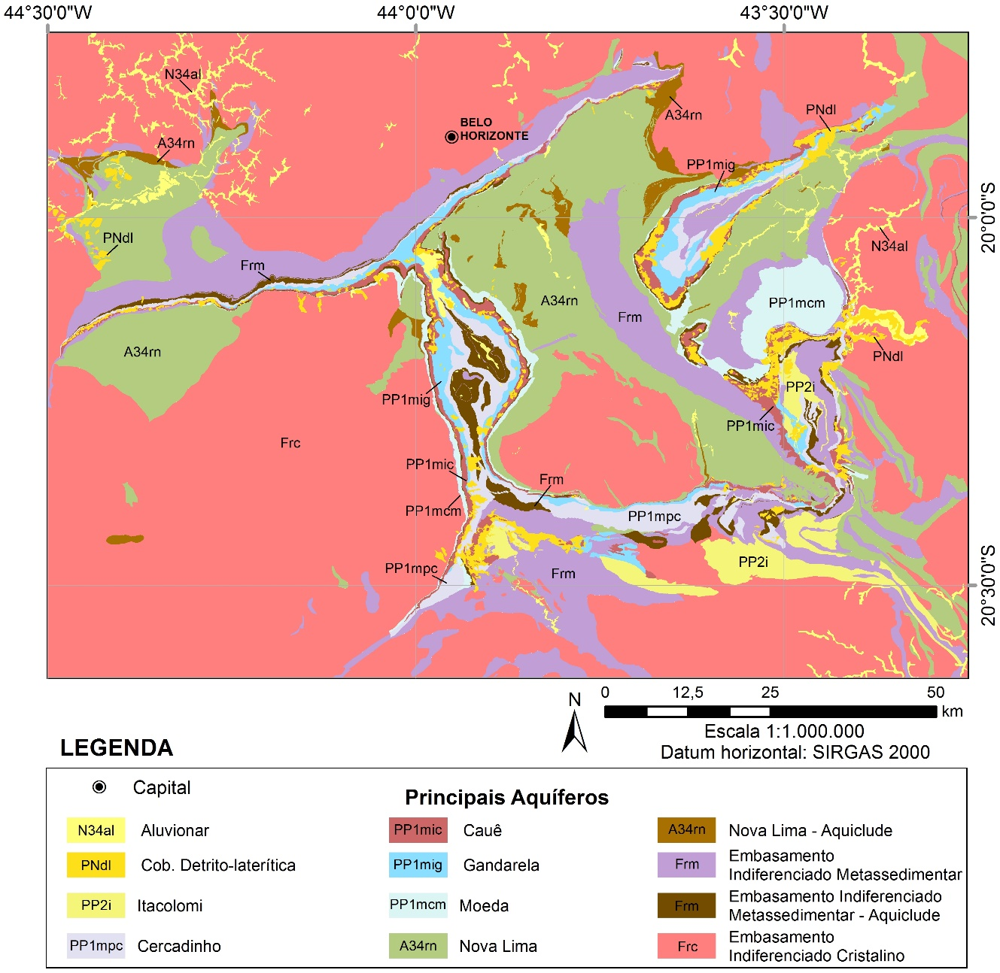 44°30'0"W
44°0'0"W
43°30'0"W
N34al
A34rn
BELO
HORIZONTE
A34rn
PNdl
PP1mig
20°0'0"S
PNdl
N34al
Frm
A34rn
PP1mcm
Frm
A34rn
PNdl
PP2i
PP1mig
PP1mic
Frc
PP1mic
Frm
PP1mcm
PP1mpc
PP1mpc
PP2i
Frm
20°30'0"S
N
0 12,5 25 50
km
Escala 1:1.000.000
Datum horizontal: SIRGAS 2000
LEGENDA
Capital
Principais Aquíferos
N34al Aluvionar
PNdl Cob. Detrito-laterítica
PP2i Itacolomi
PP1mpc Cercadinho
PP1mic Cauê
PP1mig Gandarela
PP1mcm Moeda
A34rn Nova Lima
A34rn Nova Lima - Aquiclude
Frm Embasamento
Indiferenciado Metassedimentar
Frm Embasamento Indiferenciado
Metassedimentar - Aquiclude
Frc Embasamento
Indiferenciado Cristalino